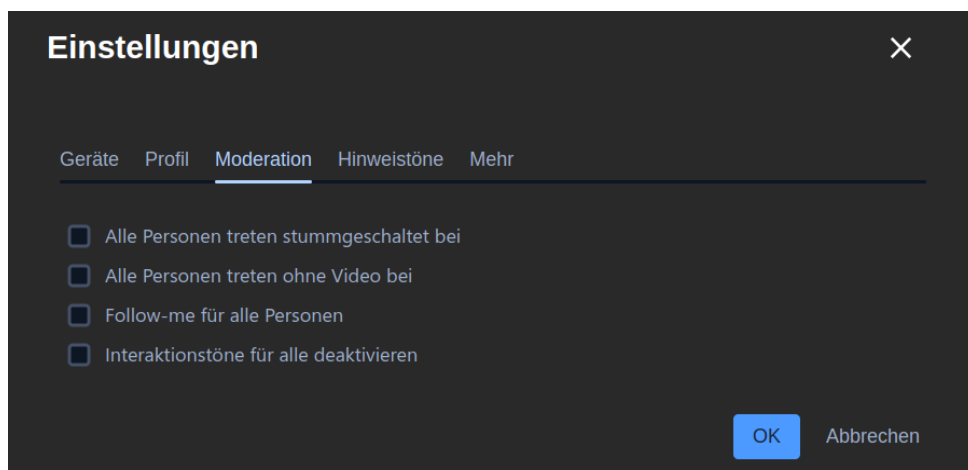 Einstellungen
Geräte Profil Moderation Hinweistöne Mehr
Alle Personen treten stummgeschaltet bei
Alle Personen treten ohne Video bei
Follow-me für alle Personen
Interaktionstöne für alle deaktivieren
OK Abbrechen